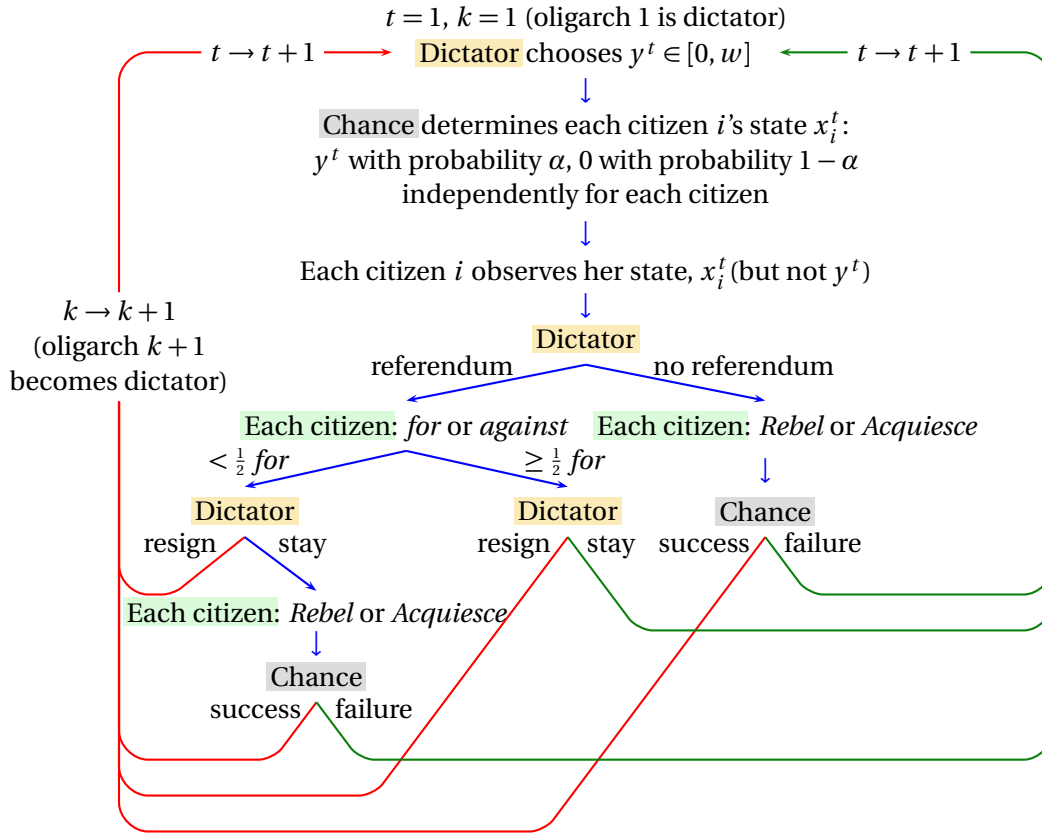 t = 1, k = 1 (oligarch 1 is dictator)
t → t + 1
Dictator chooses y^t ∈ [0, w]
t → t + 1
Chance determines each citizen i's state x_i^t:
y^t with probability α, 0 with probability 1 − α
independently for each citizen
Each citizen i observes her state, x_i^t (but not y^t)
k → k + 1
(oligarch k + 1
becomes dictator)
Dictator
referendum
no referendum
Each citizen: for or against
Each citizen: Rebel or Acquiesce
< 1/2 for
≥ 1/2 for
Dictator
Dictator
Chance
resign
stay
resign
stay
success
failure
Each citizen: Rebel or Acquiesce
Chance
success
failure